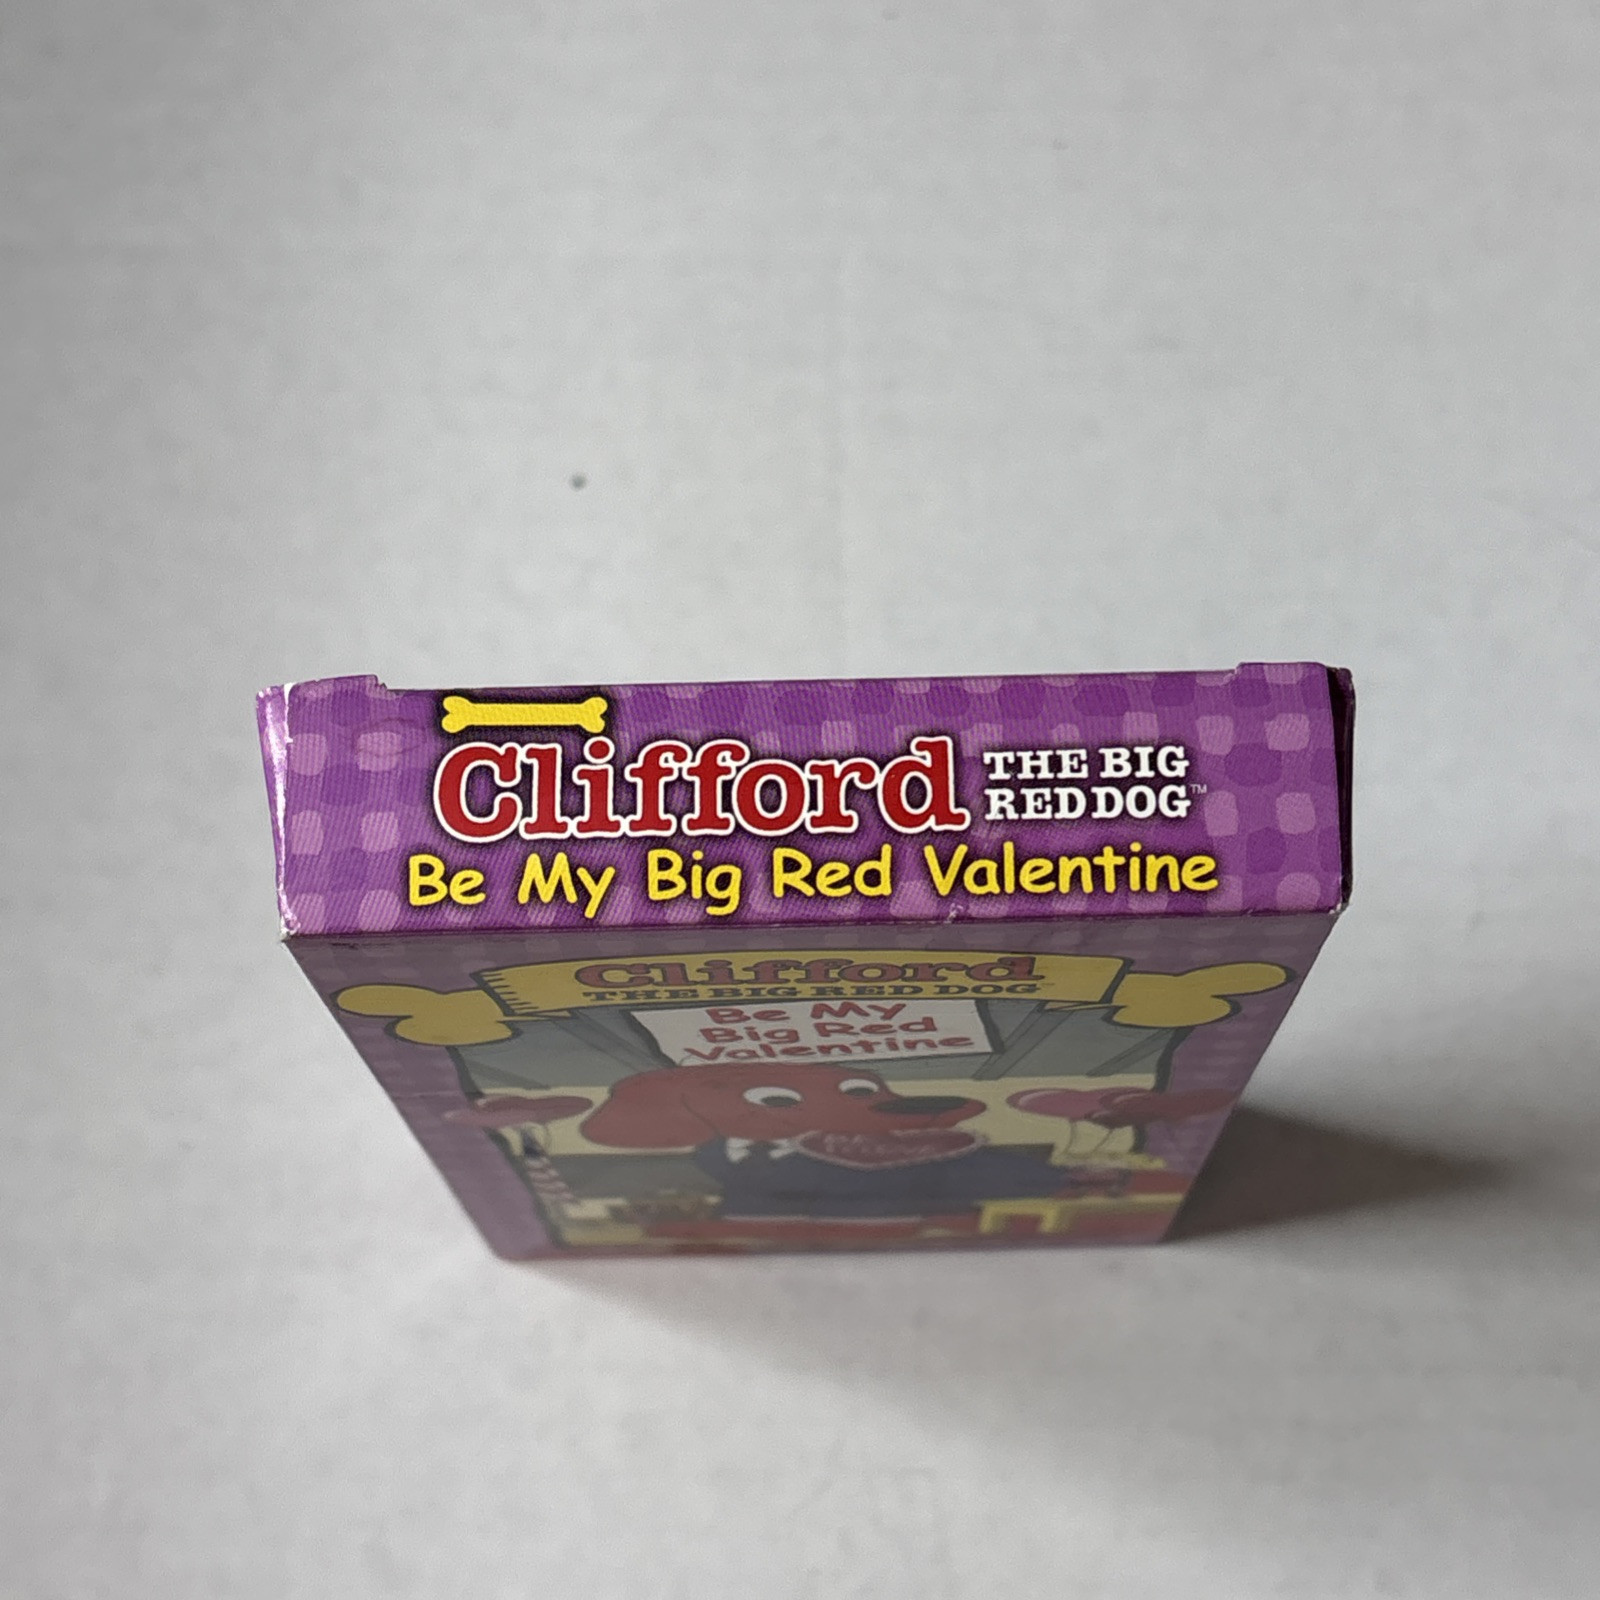 Clifford THE BIG
RED DOG™
Be My Big Red Valentine
Clifford
THE BIG RED DOG
Be My
Big Red
Valentine